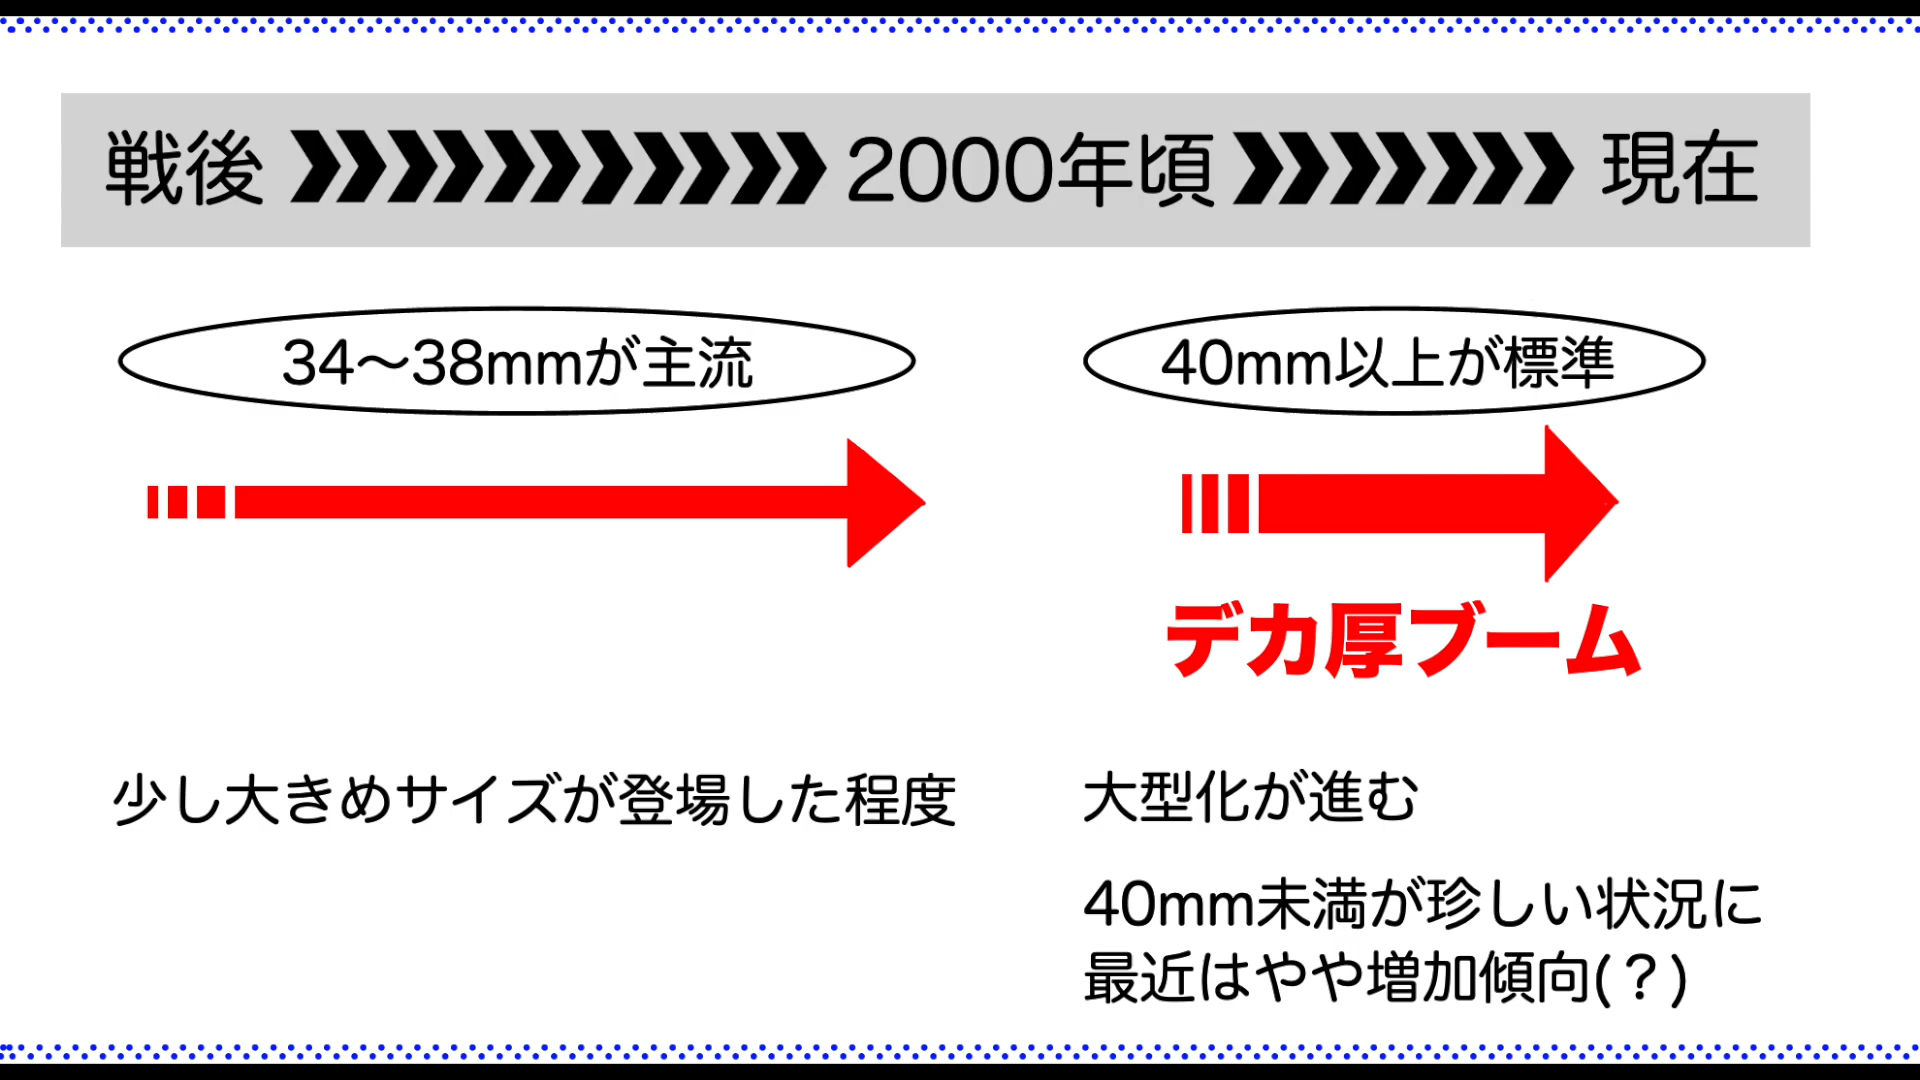 戦後 2000年頃 現在
34〜38mmが主流
40mm以上が標準
デカ厚ブーム
少し大きめサイズが登場した程度
大型化が進む
40mm未満が珍しい状況に
最近はやや増加傾向(？)